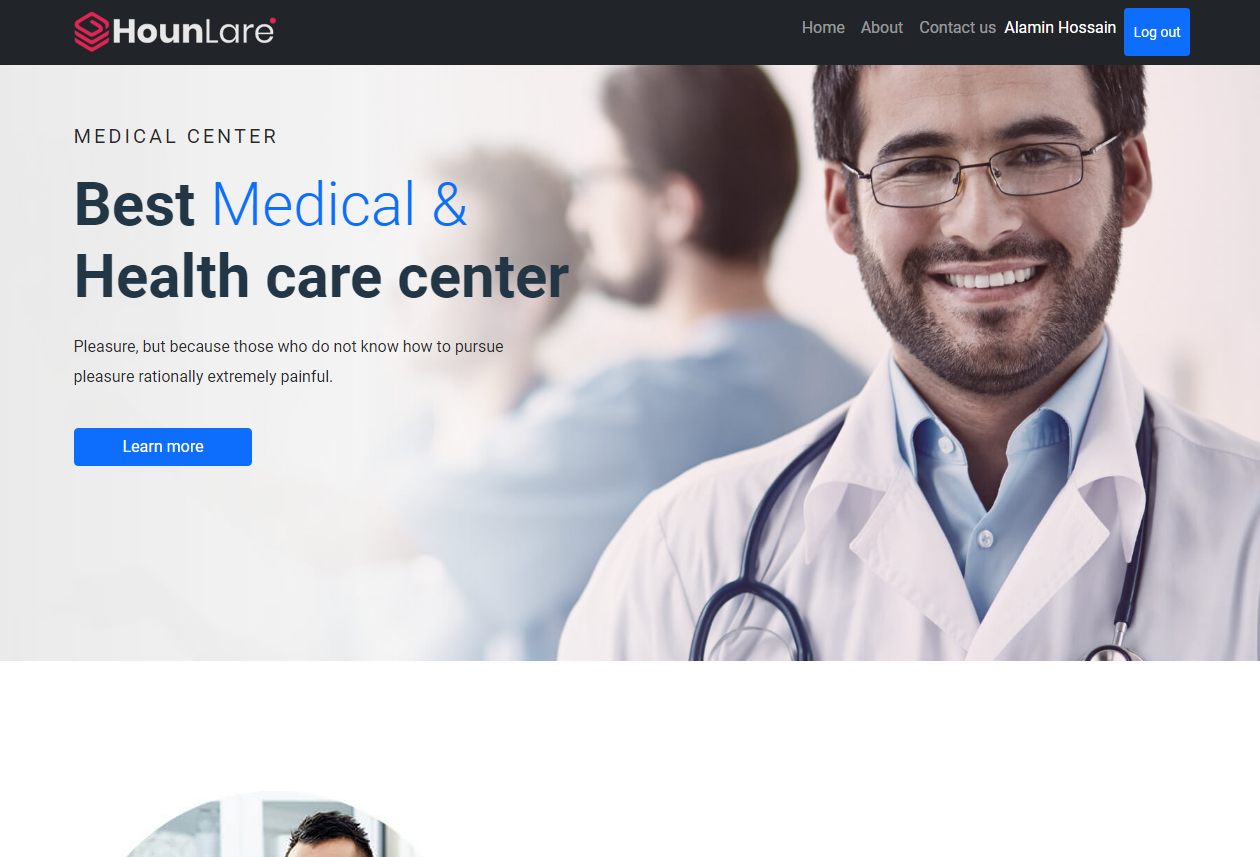 HounLare
Home About Contact us Alamin Hossain Log out
MEDICAL CENTER
Best Medical &
Health care center
Pleasure, but because those who do not know how to pursue
pleasure rationally extremely painful.
Learn more